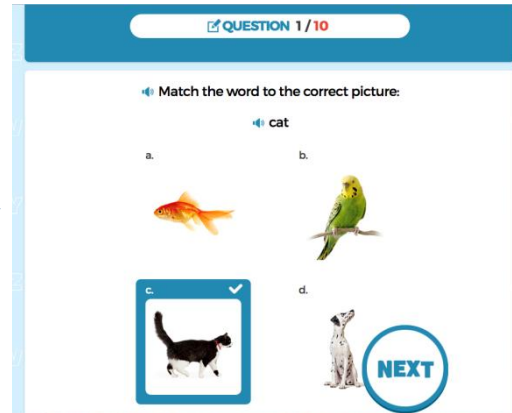 QUESTION 1/10
Match the word to the correct picture:
cat
a.
b.
c.
d.
NEXT